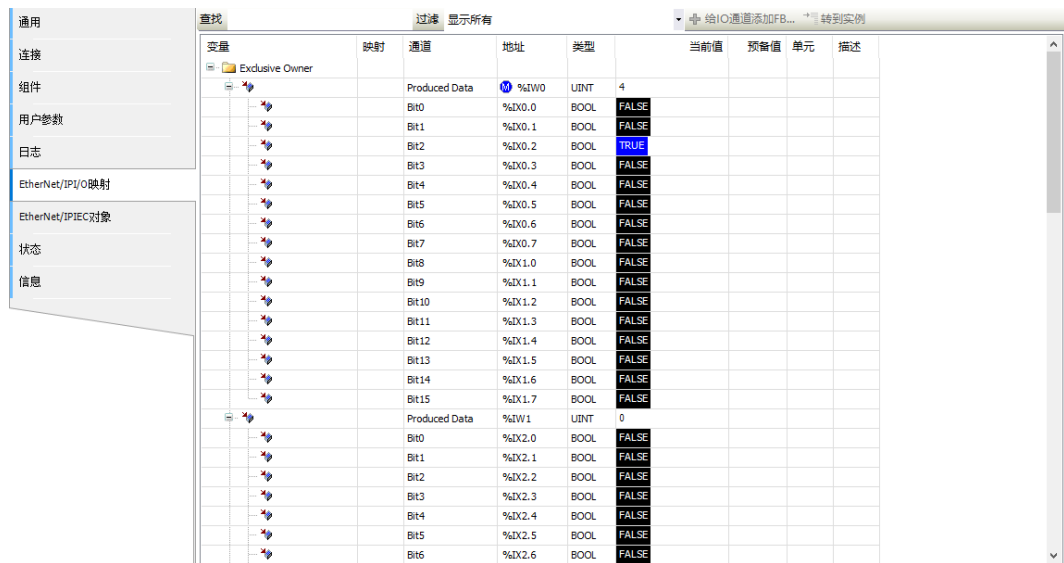 通用
连接
组件
用户参数
日志
EtherNet/IPI/O映射
EtherNet/IPIEC对象
状态
信息
查找 过滤 显示所有 给IO通道添加FB... 转到实例
变量 映射 通道 地址 类型 当前值 预备值 单元 描述
Exclusive Owner
Produced Data M %IW0 UINT 4
Bit0 %IX0.0 BOOL FALSE
Bit1 %IX0.1 BOOL FALSE
Bit2 %IX0.2 BOOL TRUE
Bit3 %IX0.3 BOOL FALSE
Bit4 %IX0.4 BOOL FALSE
Bit5 %IX0.5 BOOL FALSE
Bit6 %IX0.6 BOOL FALSE
Bit7 %IX0.7 BOOL FALSE
Bit8 %IX1.0 BOOL FALSE
Bit9 %IX1.1 BOOL FALSE
Bit10 %IX1.2 BOOL FALSE
Bit11 %IX1.3 BOOL FALSE
Bit12 %IX1.4 BOOL FALSE
Bit13 %IX1.5 BOOL FALSE
Bit14 %IX1.6 BOOL FALSE
Bit15 %IX1.7 BOOL FALSE
Produced Data %IW1 UINT 0
Bit0 %IX2.0 BOOL FALSE
Bit1 %IX2.1 BOOL FALSE
Bit2 %IX2.2 BOOL FALSE
Bit3 %IX2.3 BOOL FALSE
Bit4 %IX2.4 BOOL FALSE
Bit5 %IX2.5 BOOL FALSE
Bit6 %IX2.6 BOOL FALSE